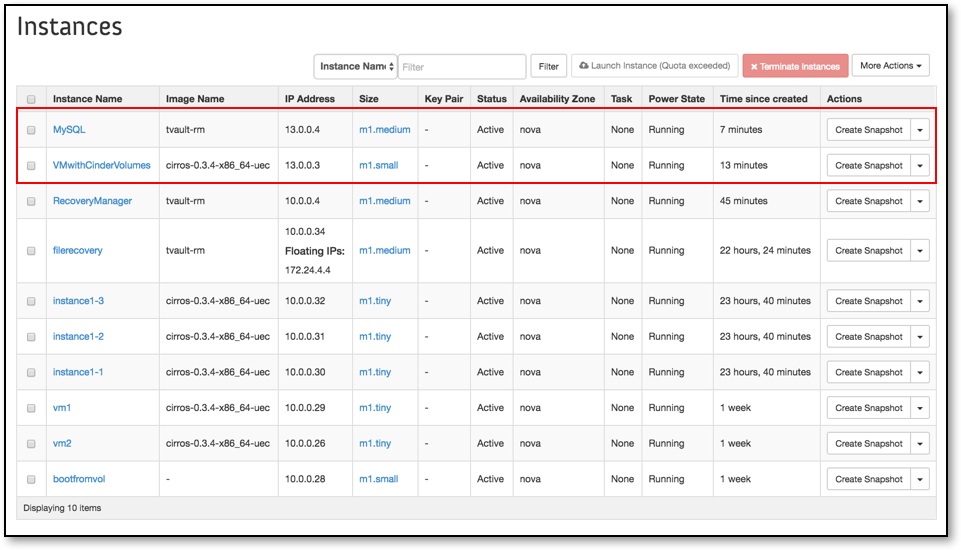 Instances
Instance Name Filter Filter Launch Instance (Quota exceeded) Terminate Instances More Actions
Instance Name Image Name IP Address Size Key Pair Status Availability Zone Task Power State Time since created Actions
MySQL tvault-rm 13.0.0.4 m1.medium - Active nova None Running 7 minutes Create Snapshot
VMwithCinderVolumes cirros-0.3.4-x86_64-uec 13.0.0.3 m1.small - Active nova None Running 13 minutes Create Snapshot
RecoveryManager tvault-rm 10.0.0.4 m1.medium - Active nova None Running 45 minutes Create Snapshot
10.0.0.34
filerecovery tvault-rm Floating IPs: m1.medium - Active nova None Running 22 hours, 24 minutes Create Snapshot
172.24.4.4
instance1-3 cirros-0.3.4-x86_64-uec 10.0.0.32 m1.tiny - Active nova None Running 23 hours, 40 minutes Create Snapshot
instance1-2 cirros-0.3.4-x86_64-uec 10.0.0.31 m1.tiny - Active nova None Running 23 hours, 40 minutes Create Snapshot
instance1-1 cirros-0.3.4-x86_64-uec 10.0.0.30 m1.tiny - Active nova None Running 23 hours, 40 minutes Create Snapshot
vm1 cirros-0.3.4-x86_64-uec 10.0.0.29 m1.tiny - Active nova None Running 1 week Create Snapshot
vm2 cirros-0.3.4-x86_64-uec 10.0.0.26 m1.tiny - Active nova None Running 1 week Create Snapshot
bootfromvol - 10.0.0.28 m1.small - Active nova None Running 1 week Create Snapshot
Displaying 10 items